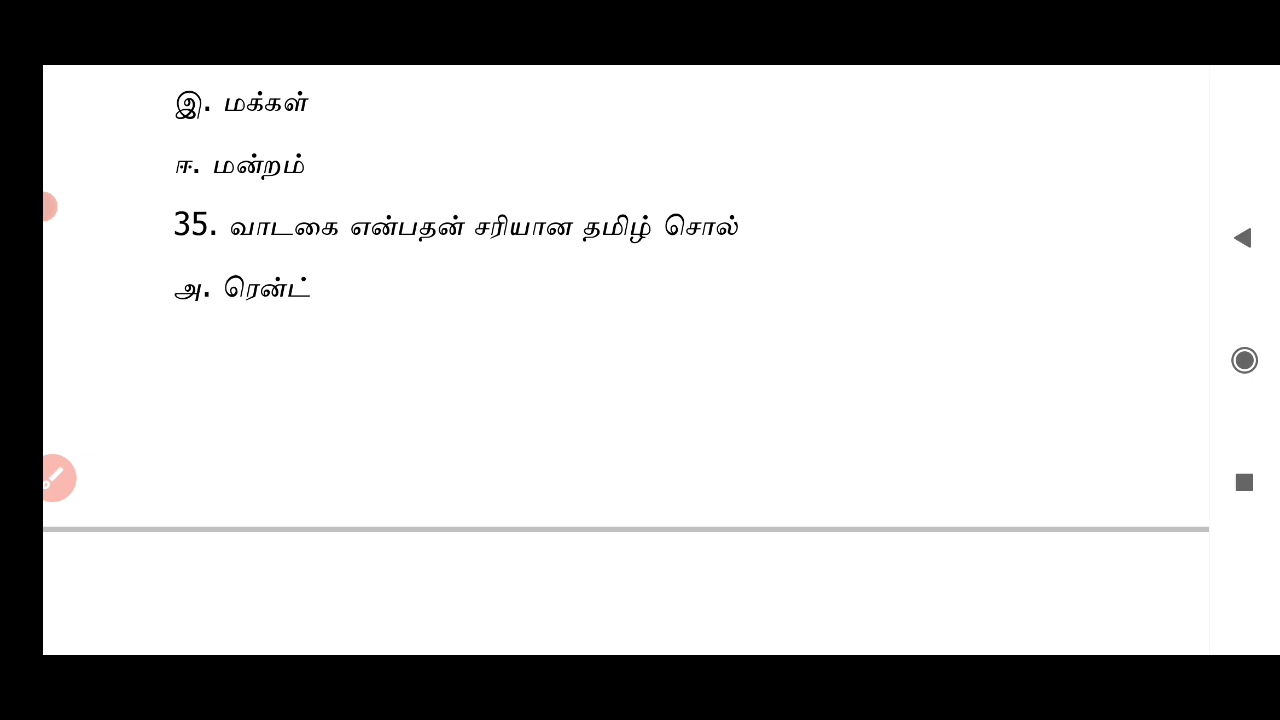 இ. மக்கள்
ஈ. மன்றம்
35. வாடகை என்பதன் சரியான தமிழ் சொல்
அ. ரென்ட்